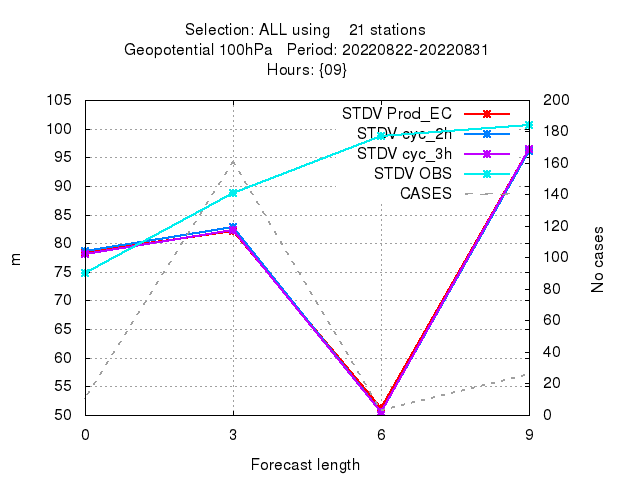 Selection: ALL using 21 stations
Geopotential 100hPa Period: 20220822-20220831
Hours: {09}
105
100
95
90
85
80
75
70
65
60
55
50
200
180
160
140
120
100
80
60
40
20
0
STDV Prod_EC
STDV cyc_2h
STDV cyc_3h
STDV OBS
CASES
m
No cases
0 3 6 9
Forecast length